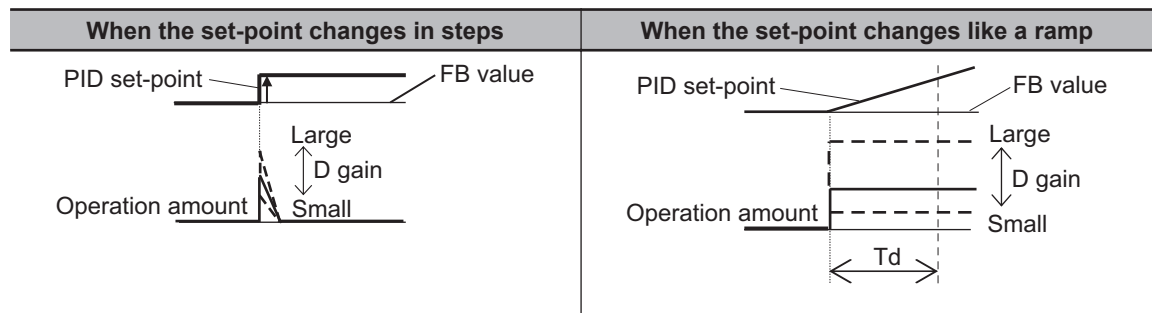 When the set-point changes in steps
When the set-point changes like a ramp
PID set-point
FB value
Large
D gain
Operation amount
Small
PID set-point
FB value
Large
D gain
Operation amount
Small
Td